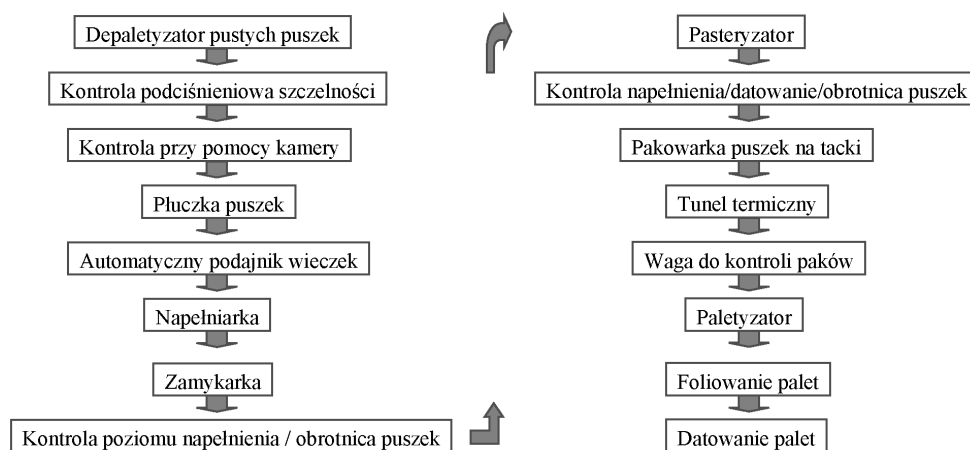 Depaletyzator pustych puszek
Kontrola podciśnieniowa szczelności
Kontrola przy pomocy kamery
Płuczka puszek
Automatyczny podajnik wieczek
Napełniarka
Zamykarka
Kontrola poziomu napełnienia / obrotnica puszek
Pasteryzator
Kontrola napełnienia/datowanie/obrotnica puszek
Pakowarka puszek na tacki
Tunel termiczny
Waga do kontroli paków
Paletyzator
Foliowanie palet
Datowanie palet